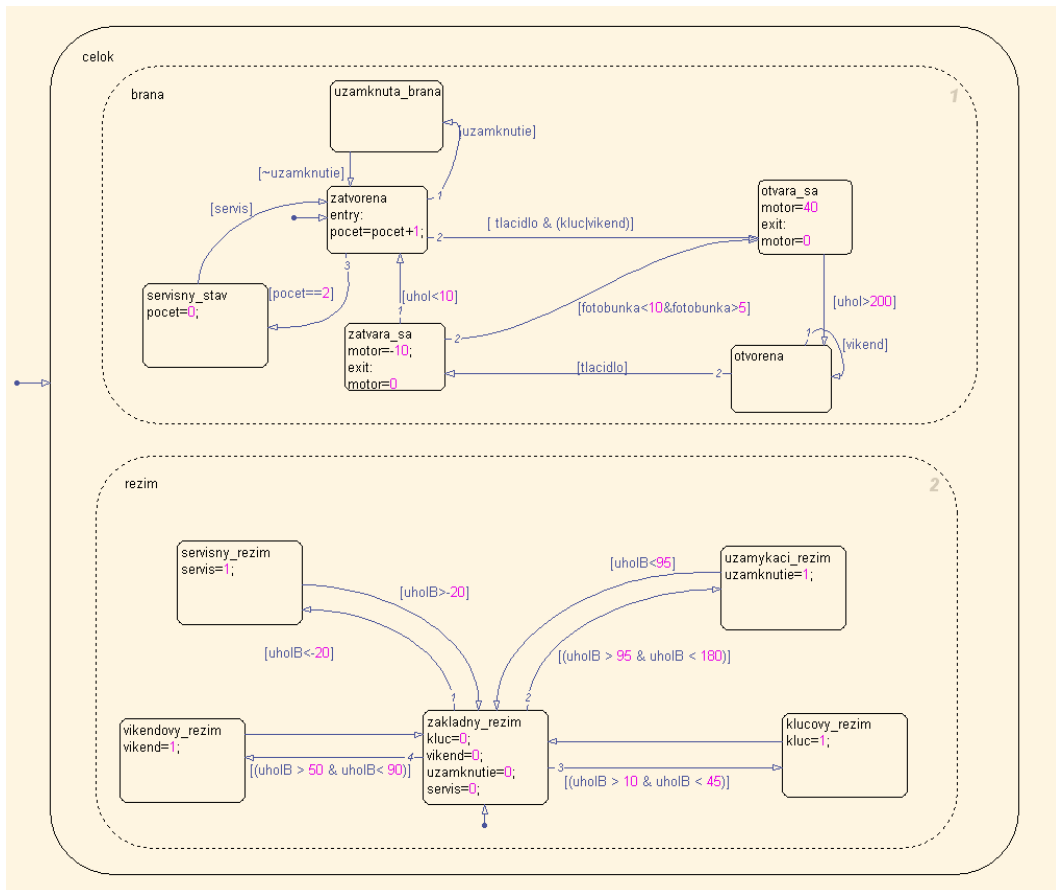 celok
brana
1
uzamknuta_brana
[uzamknutie]
[~uzamknutie]
1
zatvorena
entry:
pocet=pocet+1;
[servis]
[ tlacidlo & (kluc|vikend)]
2
otvara_sa
motor=40
exit:
motor=0
3
[pocet==2]
servisny_stav
pocet=0;
[uhol<10]
1
[fotobunka<10&fotobunka>5]
[uhol>200]
zatvara_sa
motor=-10;
exit:
motor=0
2
1
[vikend]
otvorena
[tlacidlo]
2
rezim
2
servisny_rezim
servis=1;
[uholB>-20]
[uholB<-20]
[uholB<95]
uzamykaci_rezim
uzamknutie=1;
[(uholB > 95 & uholB < 180)]
1
2
vikendovy_rezim
vikend=1;
4
[(uholB > 50 & uholB< 90)]
zakladny_rezim
kluc=0;
vikend=0;
uzamknutie=0;
servis=0;
3
[(uholB > 10 & uholB < 45)]
klucovy_rezim
kluc=1;